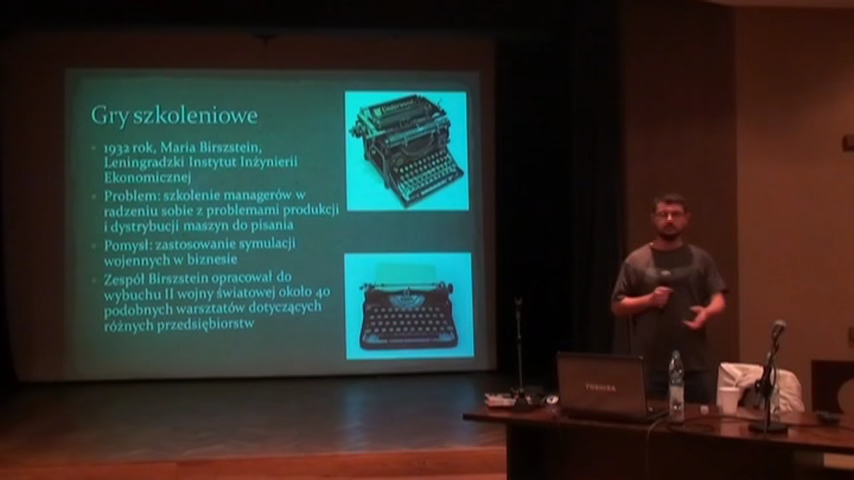 Gry szkoleniowe
1932 rok, Maria Birsztein,
Leningradzki Instytut Inżynierii
Ekonomicznej
Problem: szkolenie managerów w
radzeniu sobie z problemami produkcji
i dystrybucji maszyn do pisania
Pomysł: zastosowanie symulacji
wojennych w biznesie
Zespół Birsztein opracował do
wybuchu II wojny światowej około 40
podobnych warsztatów dotyczących
różnych przedsiębiorstw
Underwood
TOSHIBA